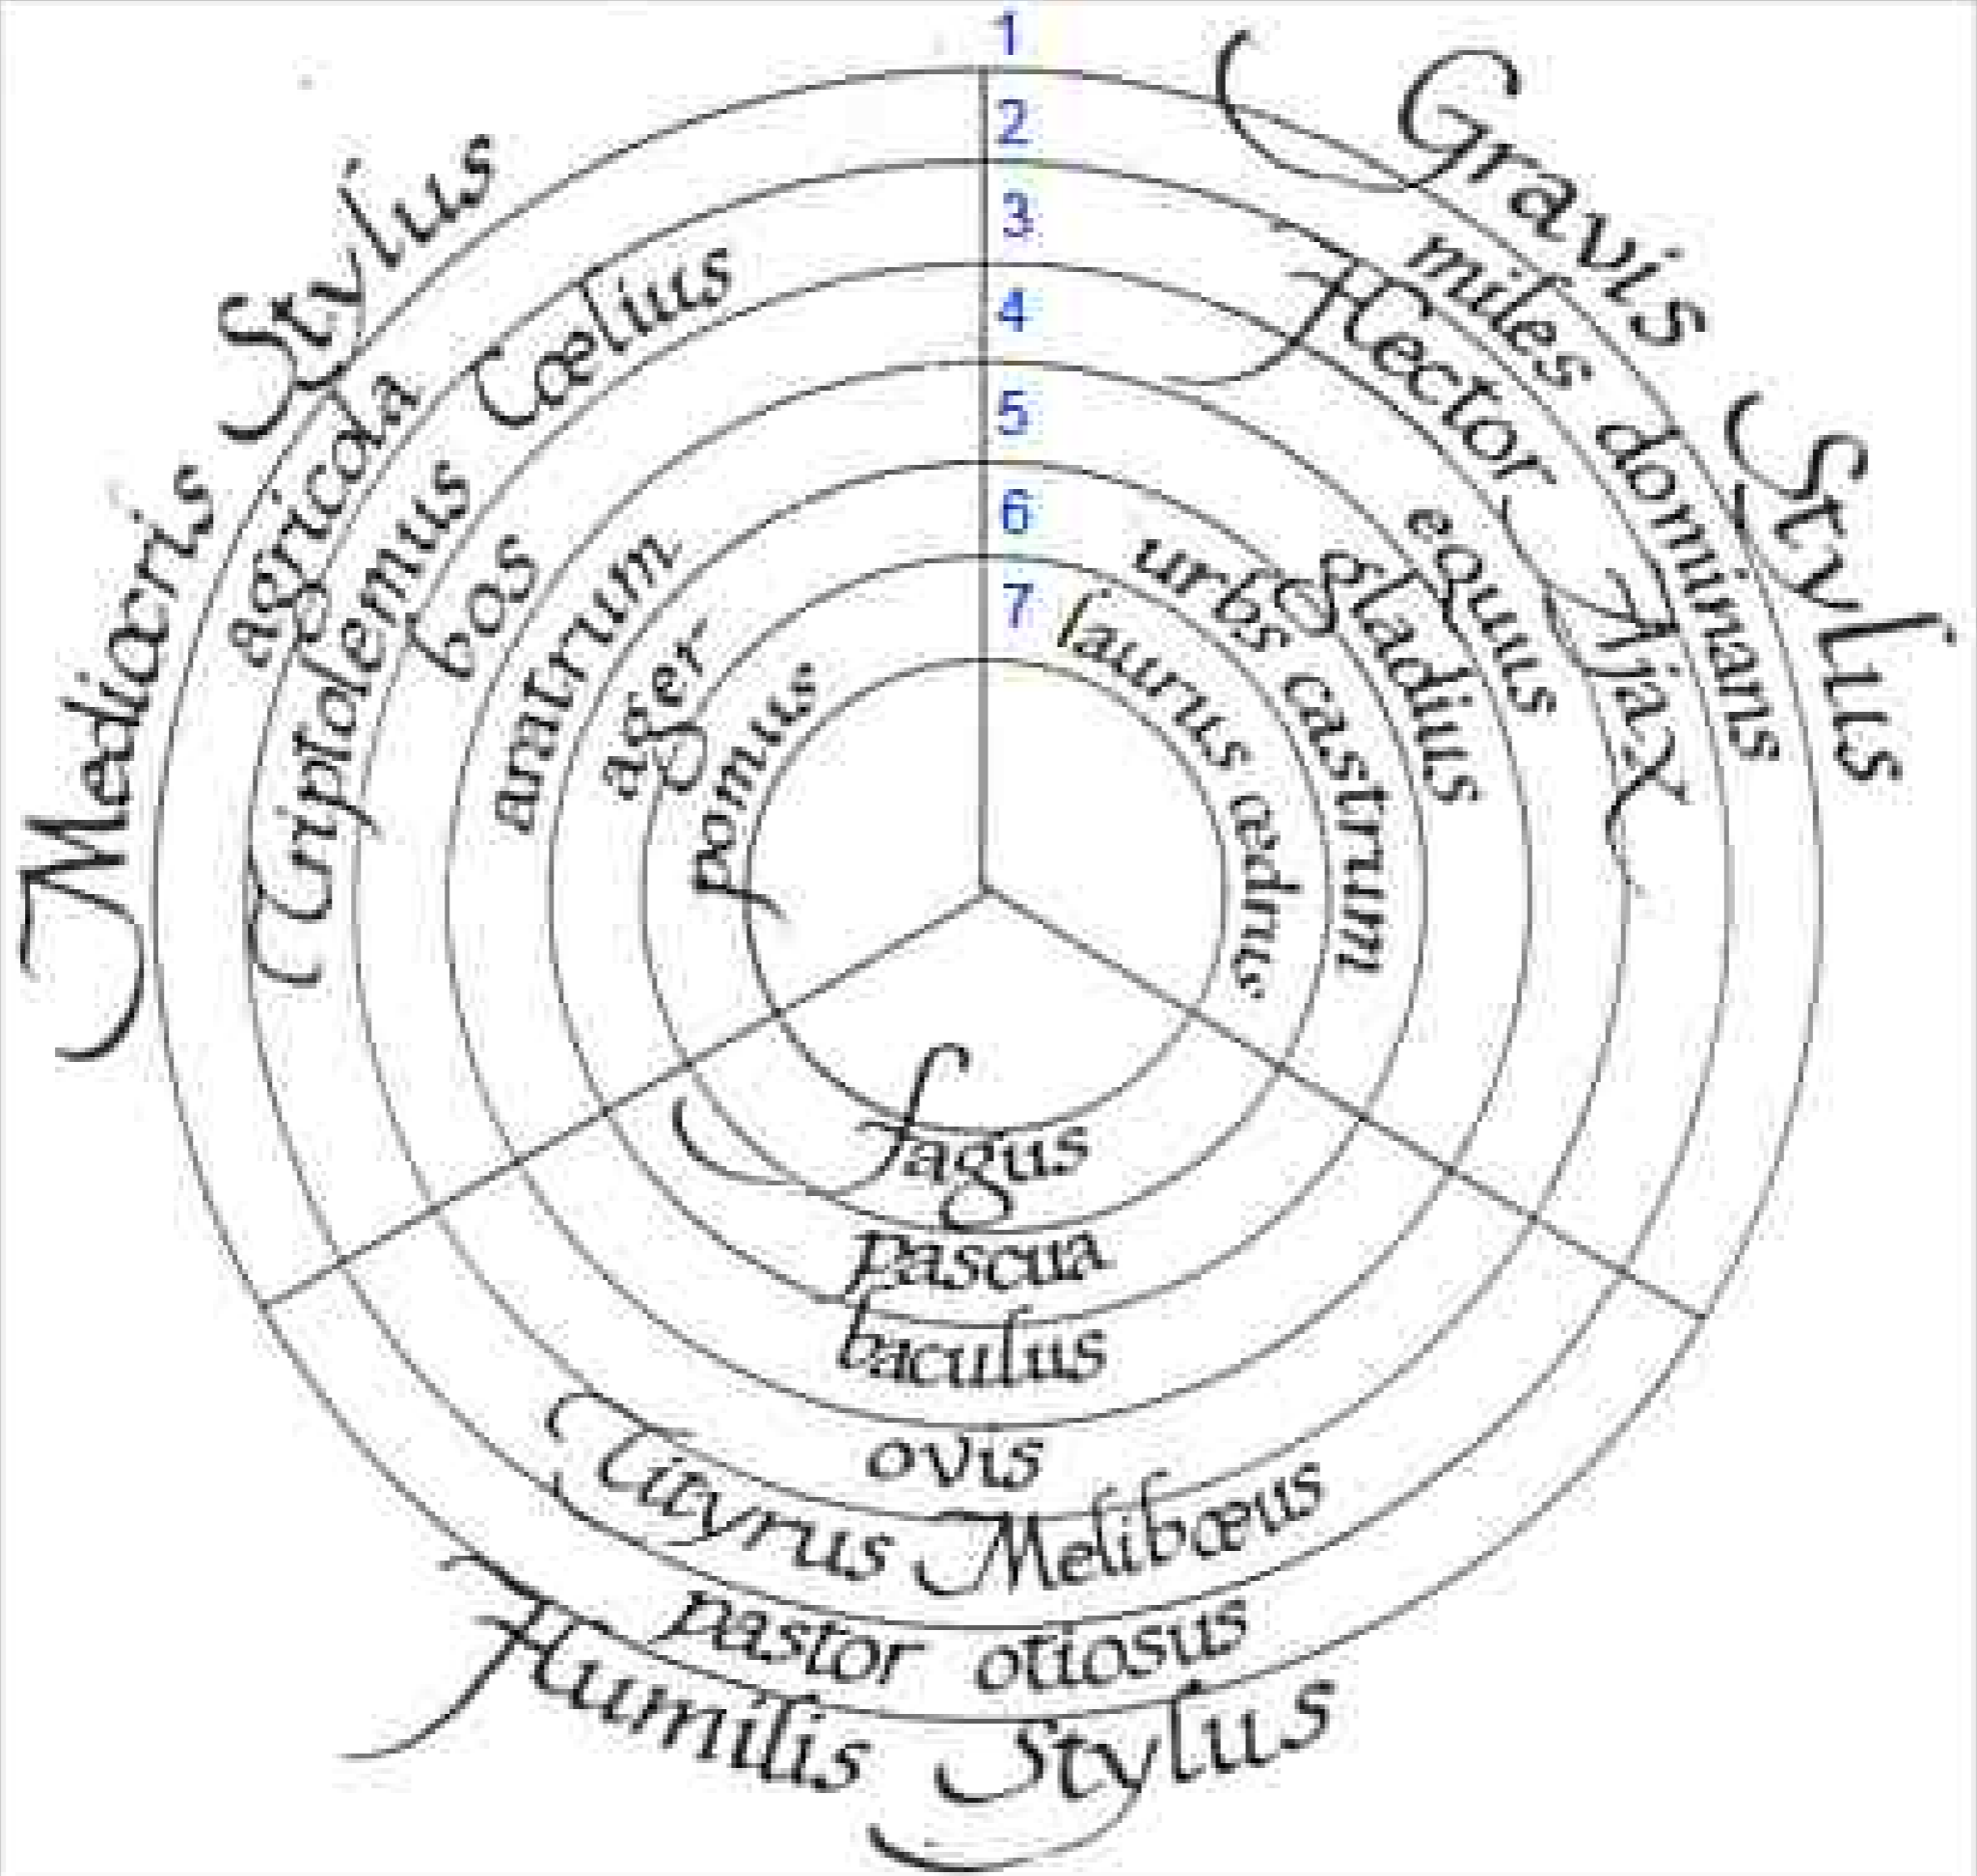 1
2
3
4
5
6
7
Gravis Stylus
miles dominans
Hector Ajax
equus
gladius
urbs castrum
laurus cedrus
Humilis Stylus
pastor otiosus
Tityrus Melibœus
ovis
baculus
pascua
fagus
Mediocris Stylus
agricola
Triptolemus Cœlius
bos
aratrum
ager
pomus